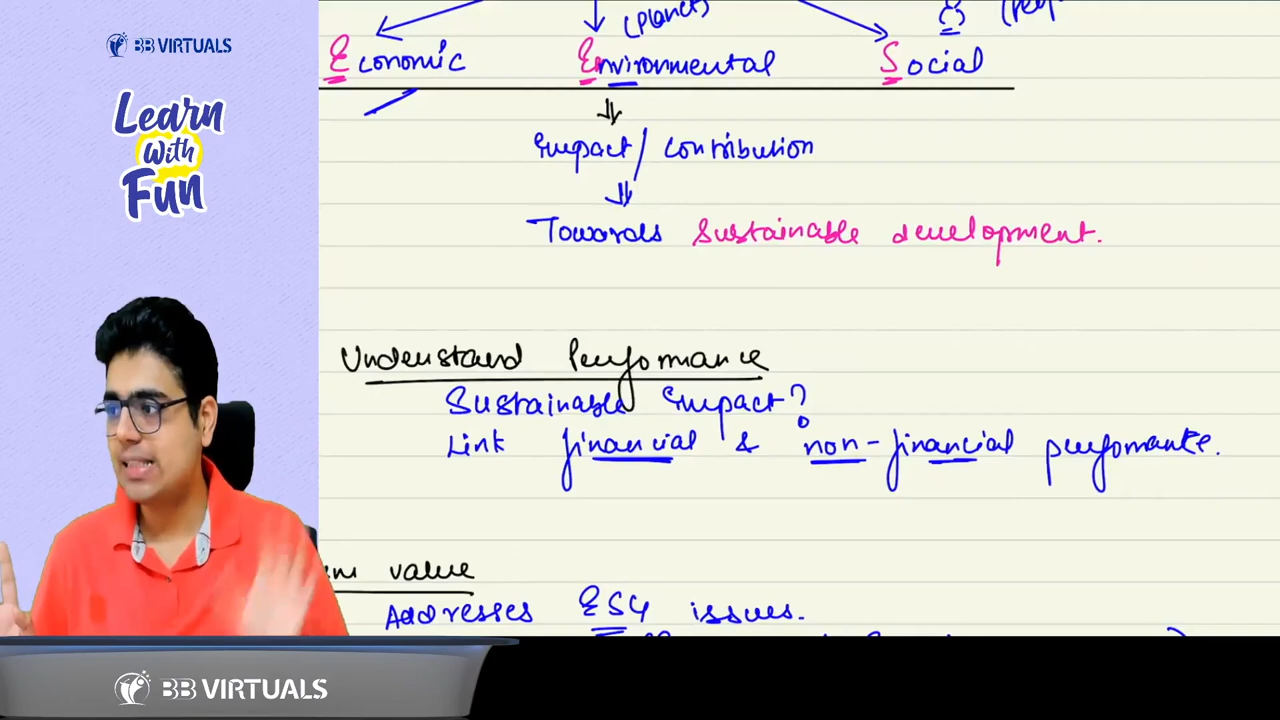 BB VIRTUALS
Learn
With
Fun
(Planet)
Economic Environmental Social
Impact / Contribution
Towards Sustainable development.
Understand Performance
Sustainable Impact?
Link financial & non-financial performance.
value
Addresses ESG issues.
BB VIRTUALS